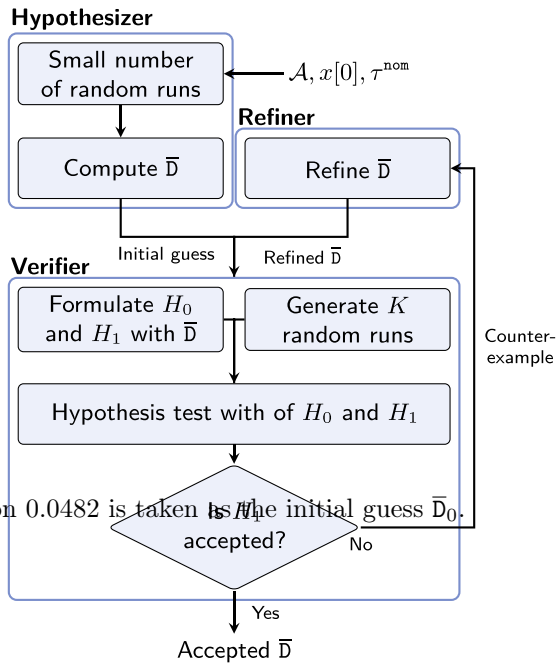 Hypothesizer
Small number
of random runs
𝒜, x[0], τ^nom
Refiner
Compute D̅
Refine D̅
Initial guess
Refined D̅
Verifier
Formulate H₀
and H₁ with D̅
Generate K
random runs
Counter-
example
Hypothesis test with of H₀ and H₁
Is H₁
on 0.0482 is taken as the initial guess D̅₀.
accepted?
No
Yes
Accepted D̅